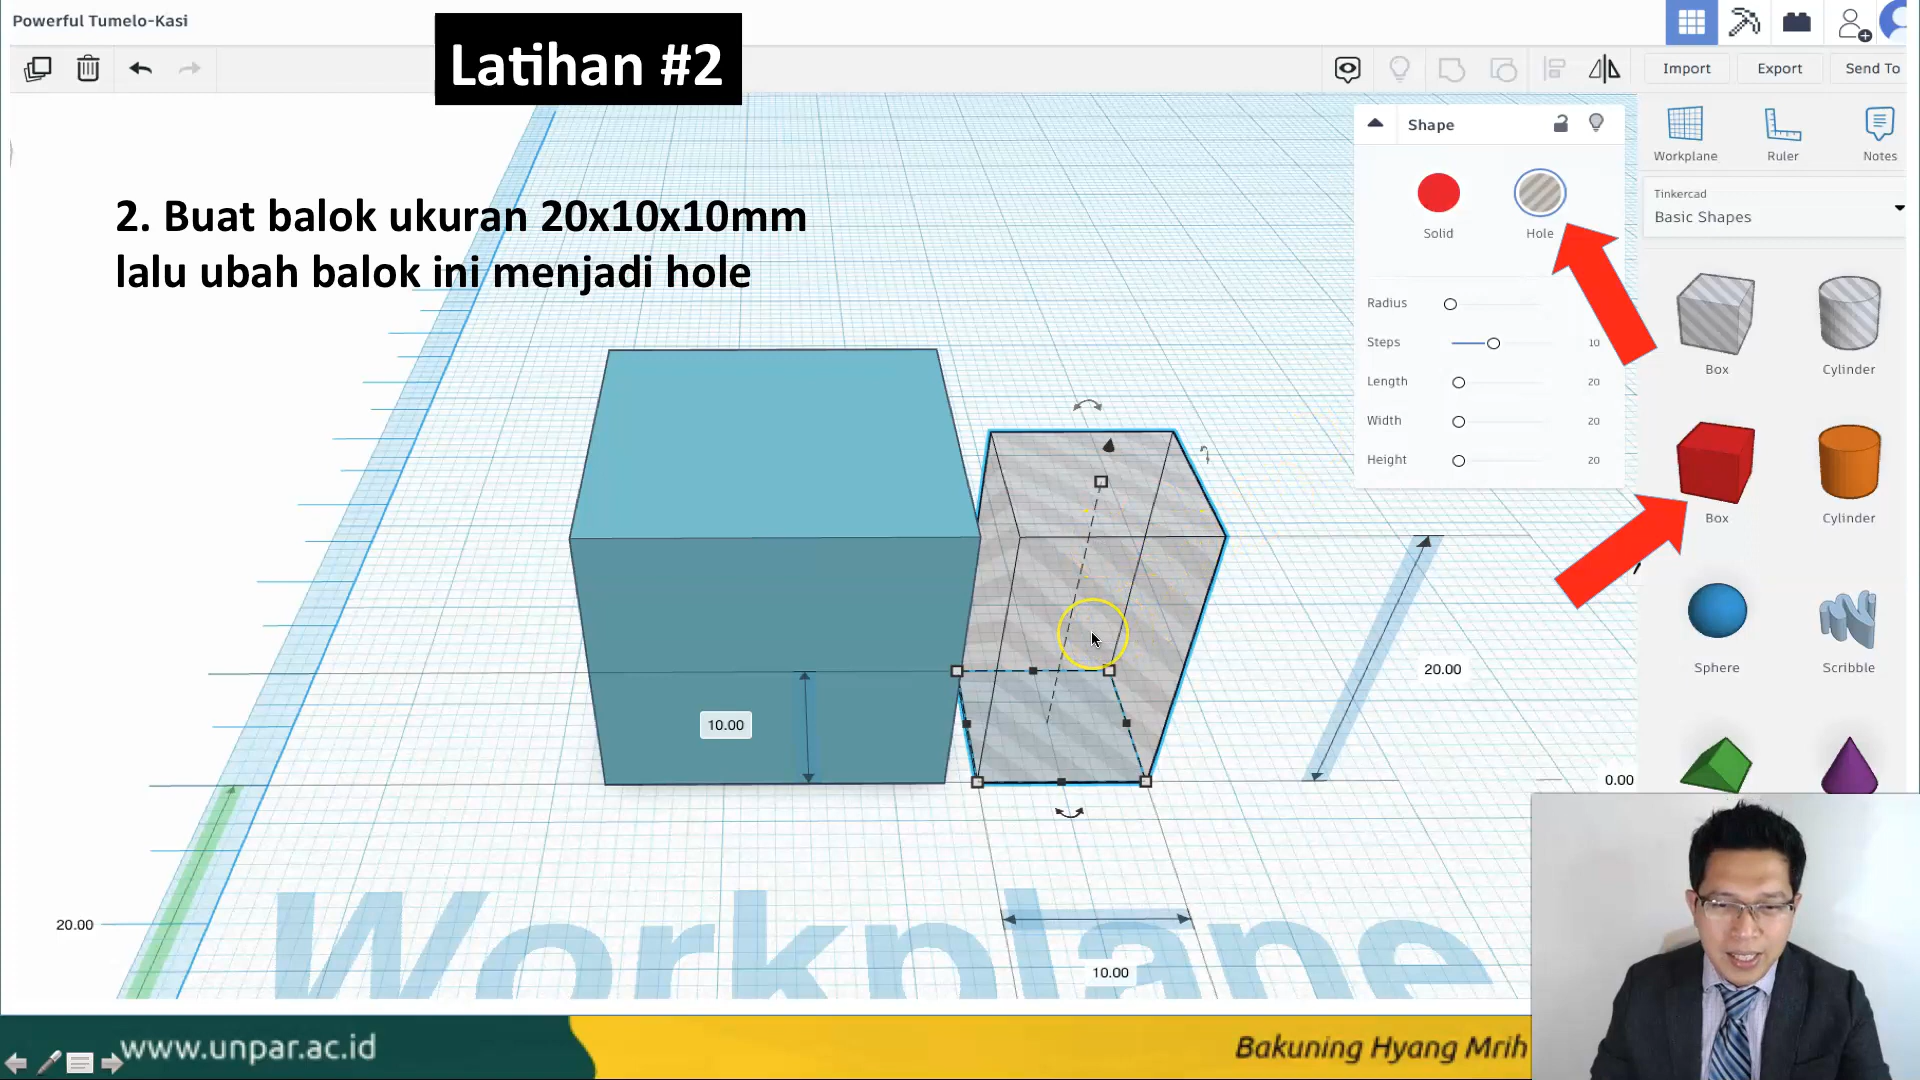 Powerful Tumelo-Kasi
Latihan #2
Import
Export
Send To
2. Buat balok ukuran 20x10x10mm
lalu ubah balok ini menjadi hole
Shape
Solid
Hole
Radius
Steps
10
Length
20
Width
20
Height
20
Workplane
Ruler
Notes
Tinkercad
Basic Shapes
Box
Cylinder
Box
Cylinder
Sphere
Scribble
10.00
20.00
0.00
20.00
10.00
Workplane
www.unpar.ac.id
Bakuning Hyang Mrih